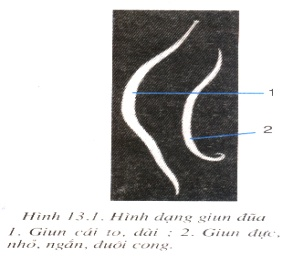 1
2
Hình 13.1. Hình dạng giun đũa
1. Giun cái to, dài ; 2. Giun đực,
nhỏ, ngắn, đuôi cong.